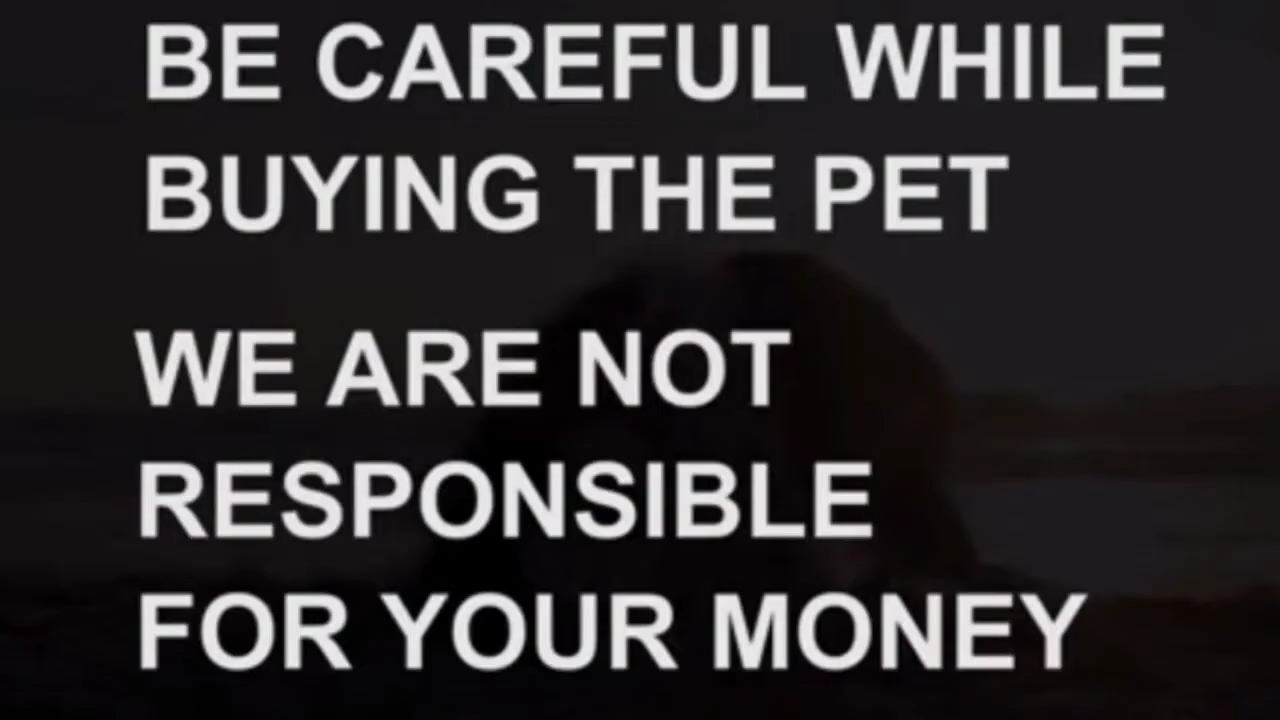 BE CAREFUL WHILE
BUYING THE PET
WE ARE NOT
RESPONSIBLE
FOR YOUR MONEY